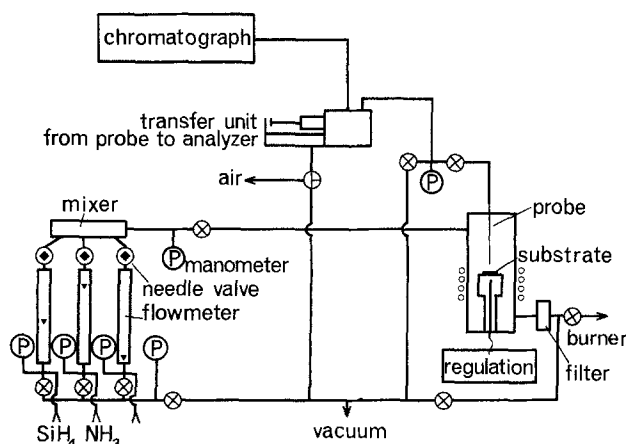 chromatograph
transfer unit
from probe to analyzer
air
P
mixer
probe
P
manometer
substrate
needle valve
flowmeter
P
P
P
P
burner
regulation
filter
SiH4 NH3
vacuum